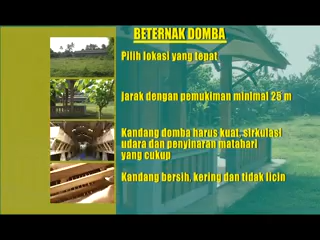 BETERNAK DOMBA
Pilih lokasi yang tepat
Jarak dengan pemukiman minimal 25 m
Kandang domba harus kuat, sirkulasi
udara dan penyinaran matahari
yang cukup
Kandang bersih, kering dan tidak licin